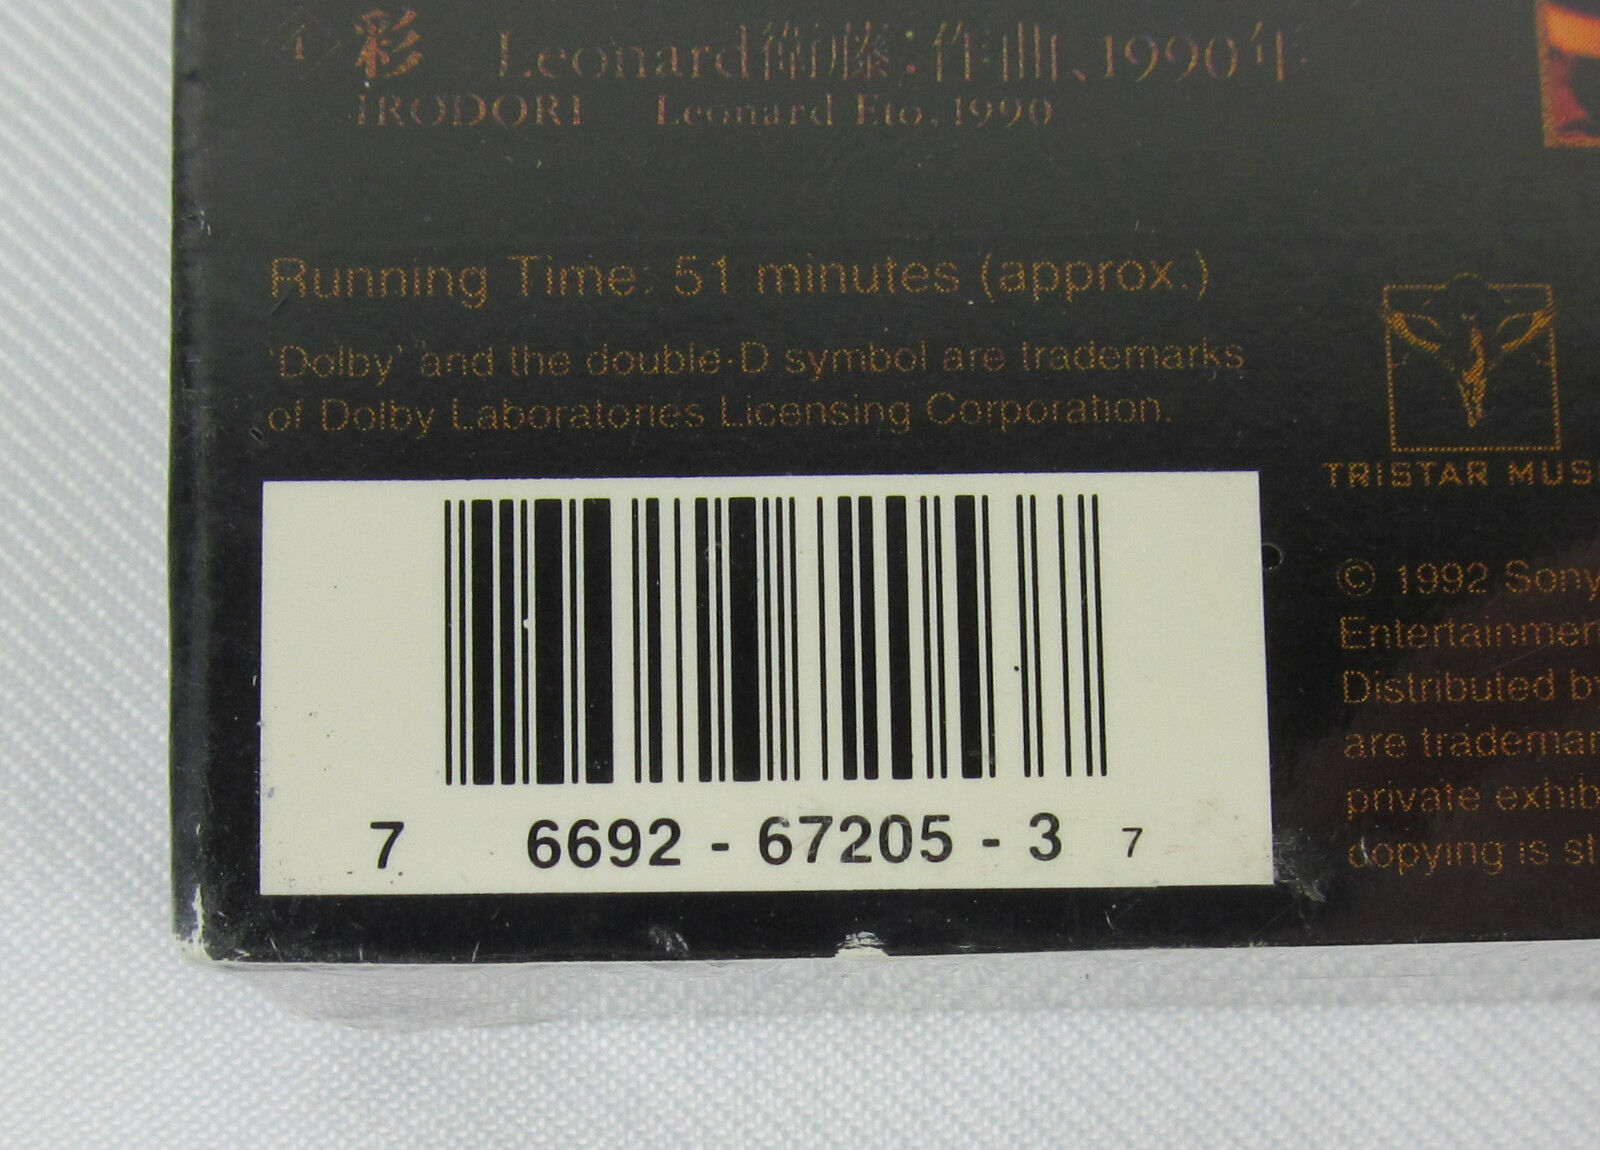 4 彩 Leonard衛藤:作曲、1990年
IRODORI Leonard Eto, 1990
Running Time: 51 minutes (approx.)
'Dolby' and the double-D symbol are trademarks
of Dolby Laboratories Licensing Corporation.
7 6692-67205-3 7
TRISTAR MUS
© 1992 Sony
Entertainmen
Distributed by
are trademar
private exhib
copying is st